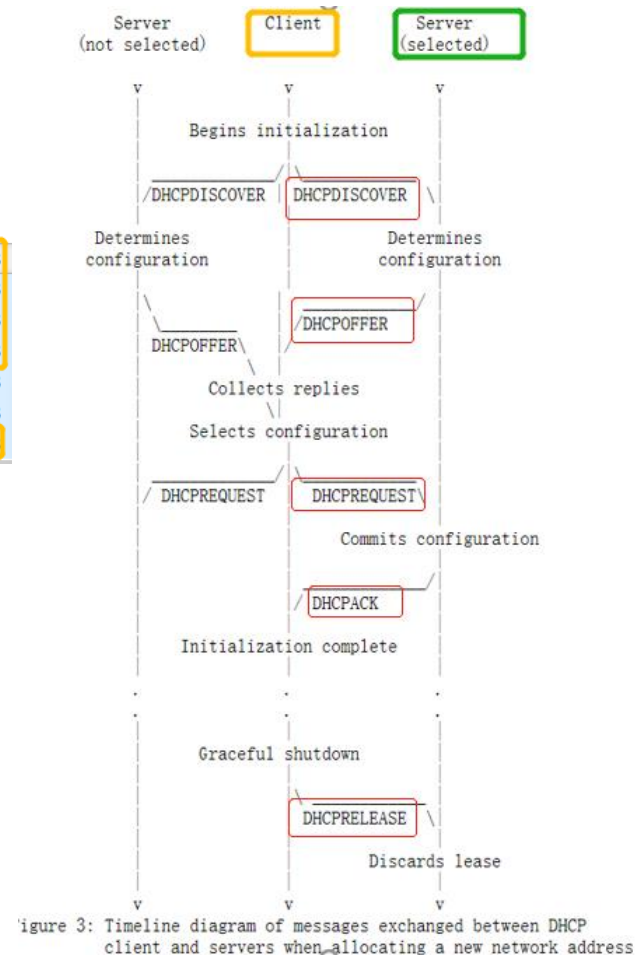 Server Client Server
(not selected) (selected)
v v v
Begins initialization
DHCPDISCOVER DHCPDISCOVER
Determines Determines
configuration configuration
DHCPOFFER
DHCPOFFER
Collects replies
Selects configuration
DHCPREQUEST DHCPREQUEST
Commits configuration
DHCPACK
Initialization complete
. . .
. . .
Graceful shutdown
DHCPRELEASE
Discards lease
v v v
igure 3: Timeline diagram of messages exchanged between DHCP
client and servers when allocating a new network address